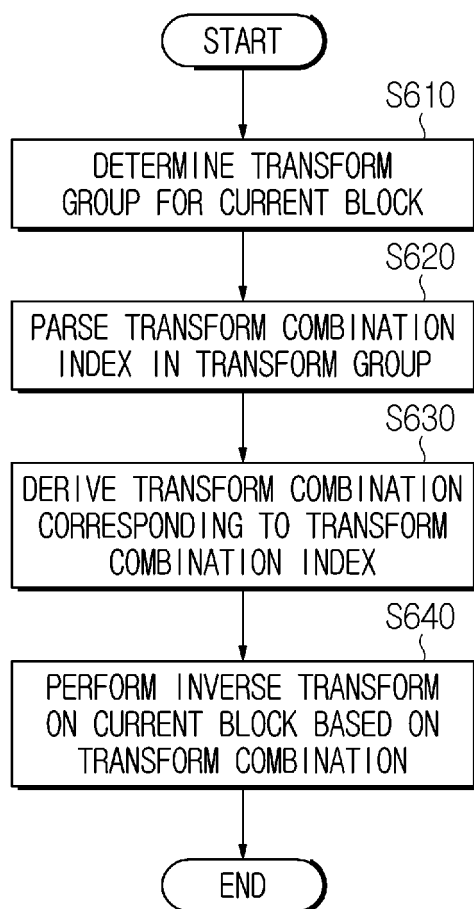 START
S610
DETERMINE TRANSFORM
GROUP FOR CURRENT BLOCK
S620
PARSE TRANSFORM COMBINATION
INDEX IN TRANSFORM GROUP
S630
DERIVE TRANSFORM COMBINATION
CORRESPONDING TO TRANSFORM
COMBINATION INDEX
S640
PERFORM INVERSE TRANSFORM
ON CURRENT BLOCK BASED ON
TRANSFORM COMBINATION
END